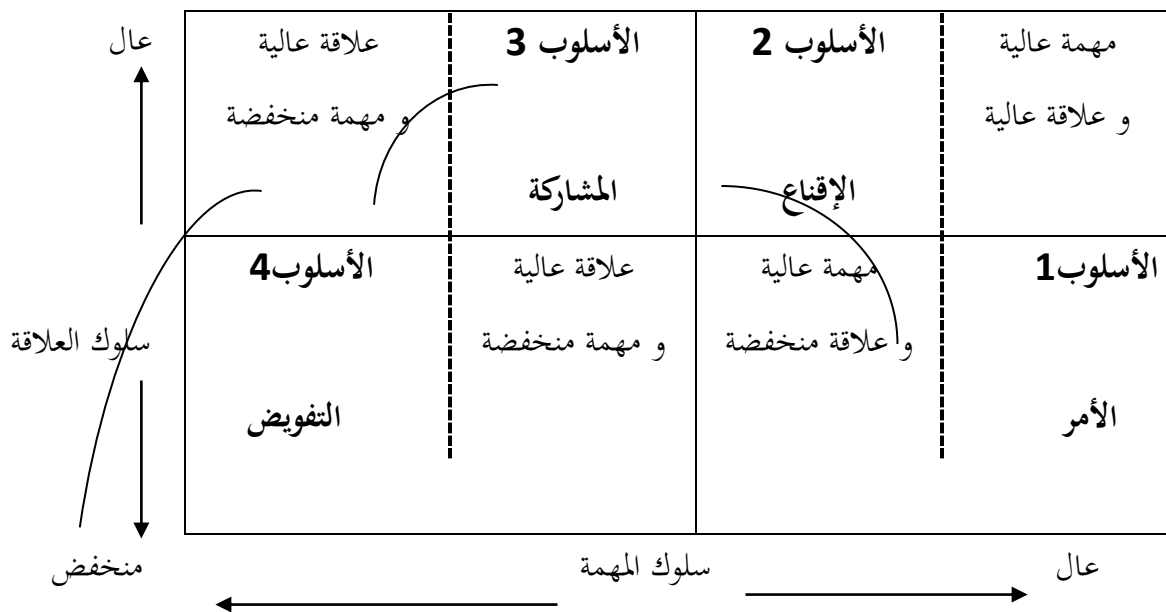 مهمة عالية
و علاقة عالية
الأسلوب 2
الإقناع
الأسلوب 3
المشاركة
علاقة عالية
و مهمة منخفضة
عال
الأسلوب1
الأمر
مهمة عالية
و علاقة منخفضة
علاقة عالية
و مهمة منخفضة
الأسلوب4
التفويض
سلوك العلاقة
عال
سلوك المهمة
منخفض